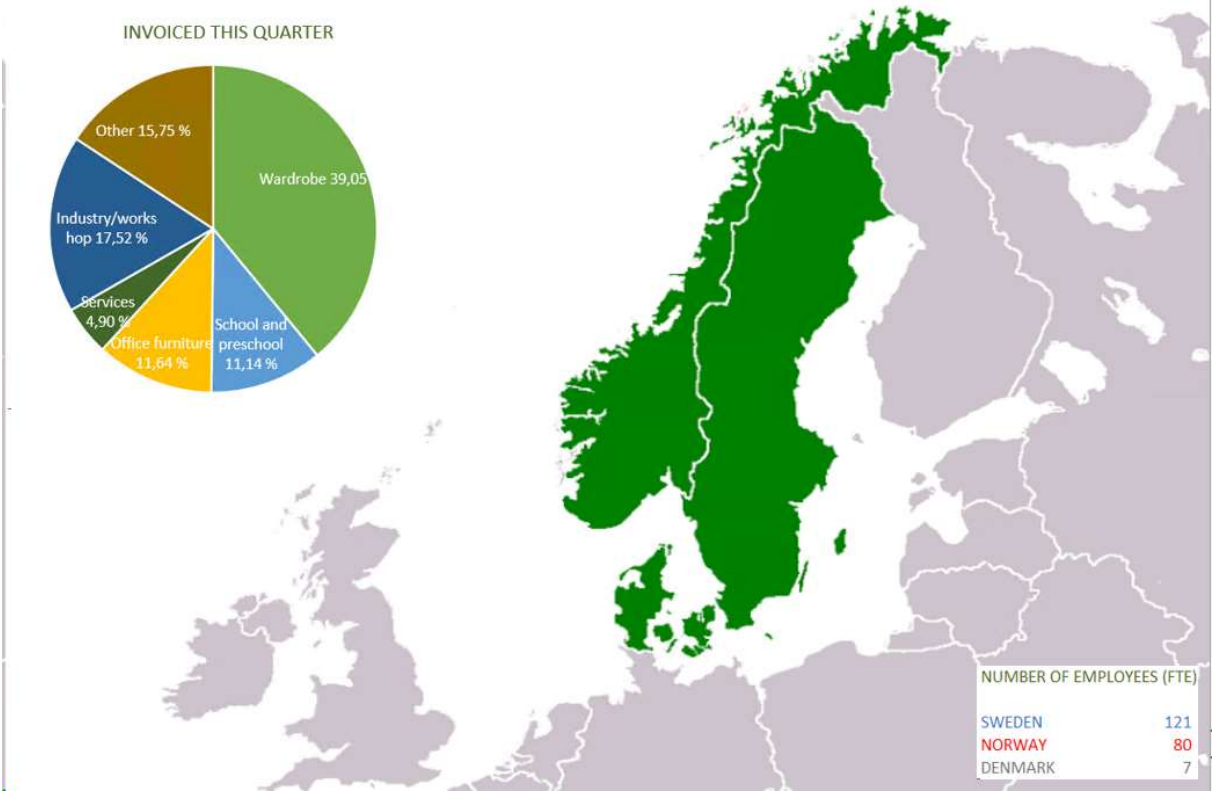 INVOICED THIS QUARTER
Other 15,75 %
Wardrobe 39,05
Industry/works
hop 17,52 %
Services
4,90 %
Office furniture
11,64 %
School and
preschool
11,14 %
NUMBER OF EMPLOYEES (FTE)
SWEDEN 121
NORWAY 80
DENMARK 7